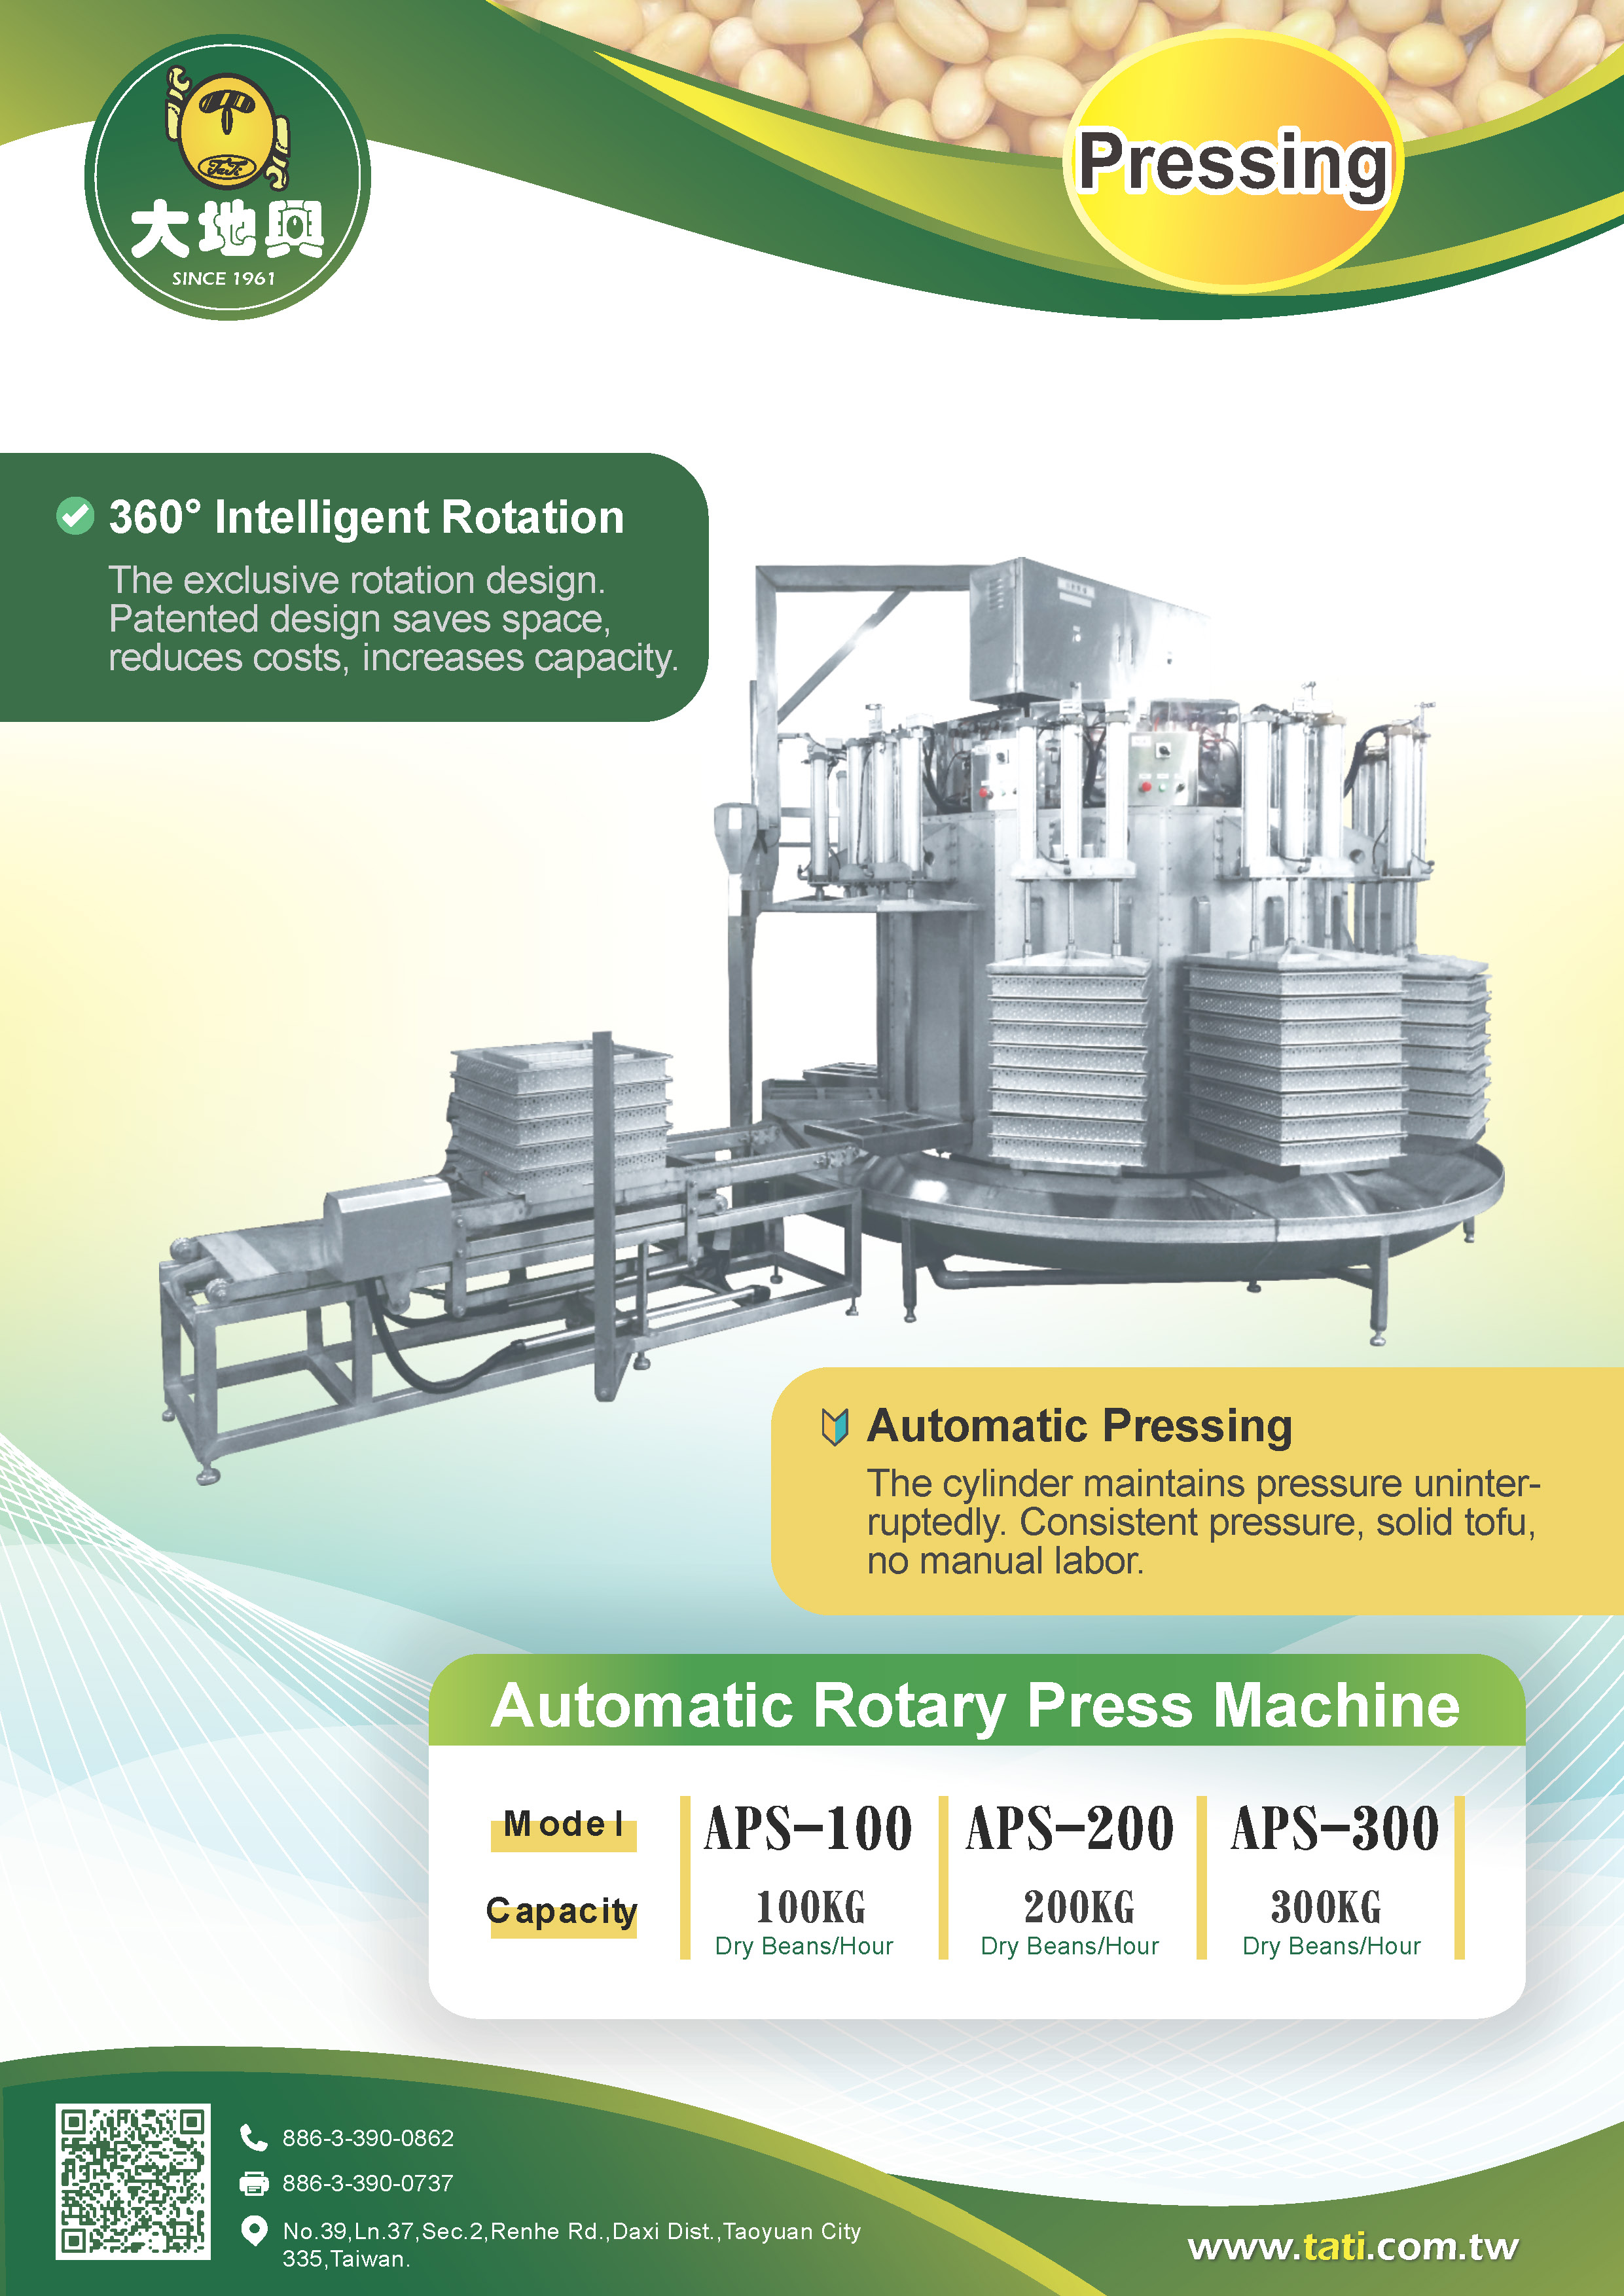 TaTi
大地興
SINCE 1961
Pressing
360° Intelligent Rotation
The exclusive rotation design.
Patented design saves space,
reduces costs, increases capacity.
Automatic Pressing
The cylinder maintains pressure uninter-
ruptedly. Consistent pressure, solid tofu,
no manual labor.
Automatic Rotary Press Machine
Model APS-100 APS-200 APS-300
Capacity 100KG 200KG 300KG
Dry Beans/Hour Dry Beans/Hour Dry Beans/Hour
886-3-390-0862
886-3-390-0737
No.39,Ln.37,Sec.2,Renhe Rd.,Daxi Dist.,Taoyuan City
335,Taiwan.
www.tati.com.tw